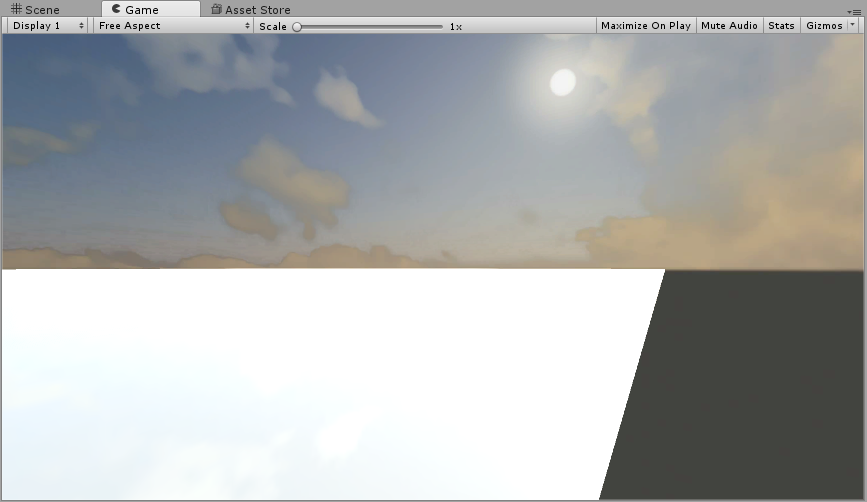 Scene Game Asset Store
Display 1 Free Aspect Scale 1x Maximize On Play Mute Audio Stats Gizmos